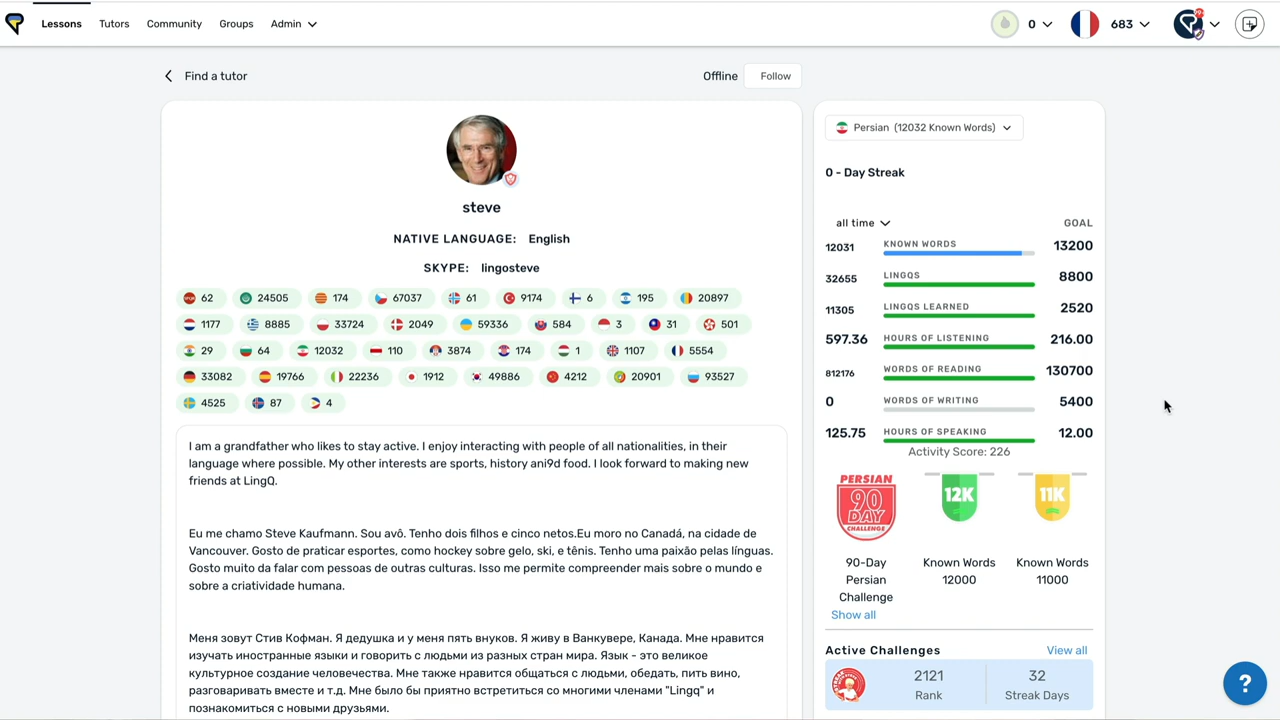 Lessons Tutors Community Groups Admin 0 683
Find a tutor Offline Follow
steve
NATIVE LANGUAGE: English
SKYPE: lingosteve
62 24505 174 67037 61 9174 6 195 20897
1177 8885 33724 2049 59336 584 3 31 501
29 64 12032 110 3874 174 1 1107 5554
33082 19766 22236 1912 49886 4212 20901 93527
4525 87 4
I am a grandfather who likes to stay active. I enjoy interacting with people of all nationalities, in their
language where possible. My other interests are sports, history ani9d food. I look forward to making new
friends at LingQ.
Eu me chamo Steve Kaufmann. Sou avô. Tenho dois filhos e cinco netos.Eu moro no Canadá, na cidade de
Vancouver. Gosto de praticar esportes, como hockey sobre gelo, ski, e tênis. Tenho uma paixão pelas línguas.
Gosto muito da falar com pessoas de outras culturas. Isso me permite compreender mais sobre o mundo e
sobre a criatividade humana.
Меня зовут Стив Кофман. Я дедушка и у меня пять внуков. Я живу в Ванкувере, Канада. Мне нравится
изучать иностранные языки и говорить с людьми из разных стран мира. Язык - это великое
культурное создание человечества. Мне также нравится общаться с людьми, обедать, пить вино,
разговаривать вместе и т.д. Мне было бы приятно встретиться со многими членами "Lingq" и
познакомиться с новыми друзьями.
Persian (12032 Known Words)
0 - Day Streak
all time GOAL
12031 KNOWN WORDS 13200
32655 LINGQS 8800
11305 LINGQS LEARNED 2520
597.36 HOURS OF LISTENING 216.00
812176 WORDS OF READING 130700
0 WORDS OF WRITING 5400
125.75 HOURS OF SPEAKING 12.00
Activity Score: 226
PERSIAN
90
DAY
CHALLENGE
12K
11K
90-Day
Persian
Challenge
Known Words
12000
Known Words
11000
Show all
Active Challenges View all
2121 32
Rank Streak Days
?